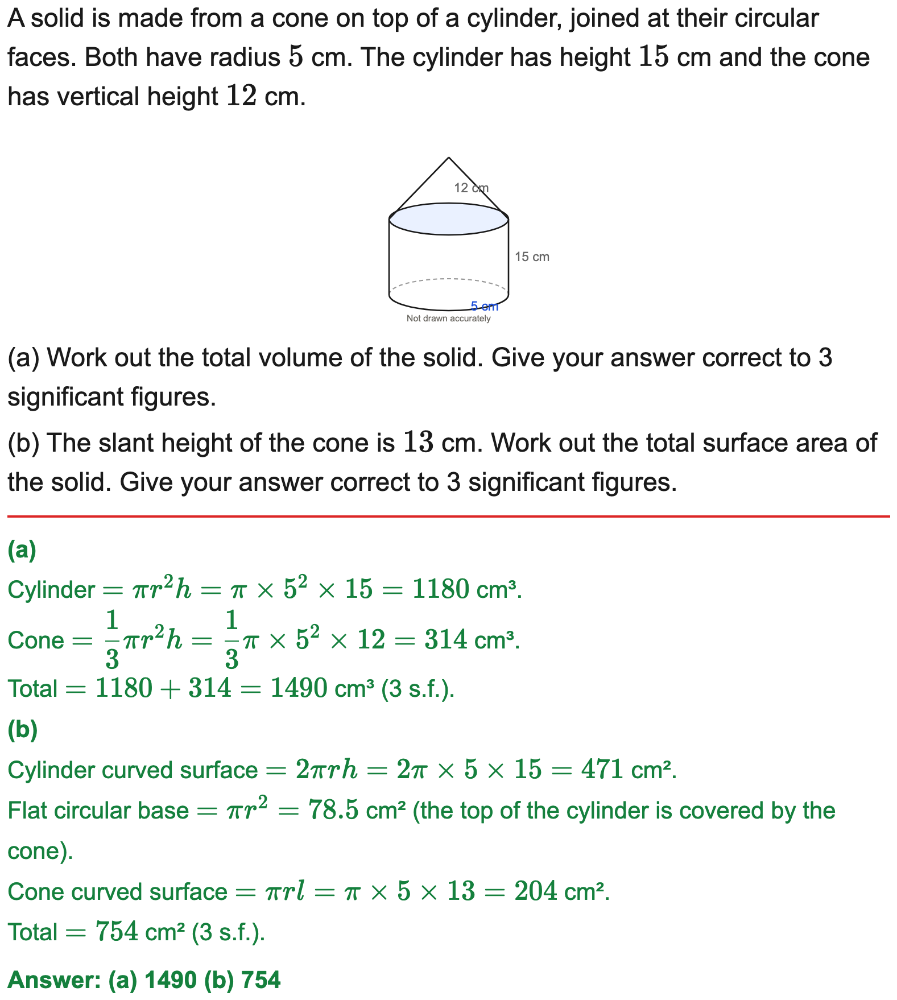 A solid is made from a cone on top of a cylinder, joined at their circular
faces. Both have radius 5 cm. The cylinder has height 15 cm and the cone
has vertical height 12 cm.
12 cm
15 cm
5 cm
Not drawn accurately
(a) Work out the total volume of the solid. Give your answer correct to 3
significant figures.
(b) The slant height of the cone is 13 cm. Work out the total surface area of
the solid. Give your answer correct to 3 significant figures.
(a)
Cylinder = πr²h = π × 5² × 15 = 1180 cm³.
Cone = 1/3 πr²h = 1/3 π × 5² × 12 = 314 cm³.
Total = 1180 + 314 = 1490 cm³ (3 s.f.).
(b)
Cylinder curved surface = 2πrh = 2π × 5 × 15 = 471 cm².
Flat circular base = πr² = 78.5 cm² (the top of the cylinder is covered by the
cone).
Cone curved surface = πrl = π × 5 × 13 = 204 cm².
Total = 754 cm² (3 s.f.).
Answer: (a) 1490 (b) 754